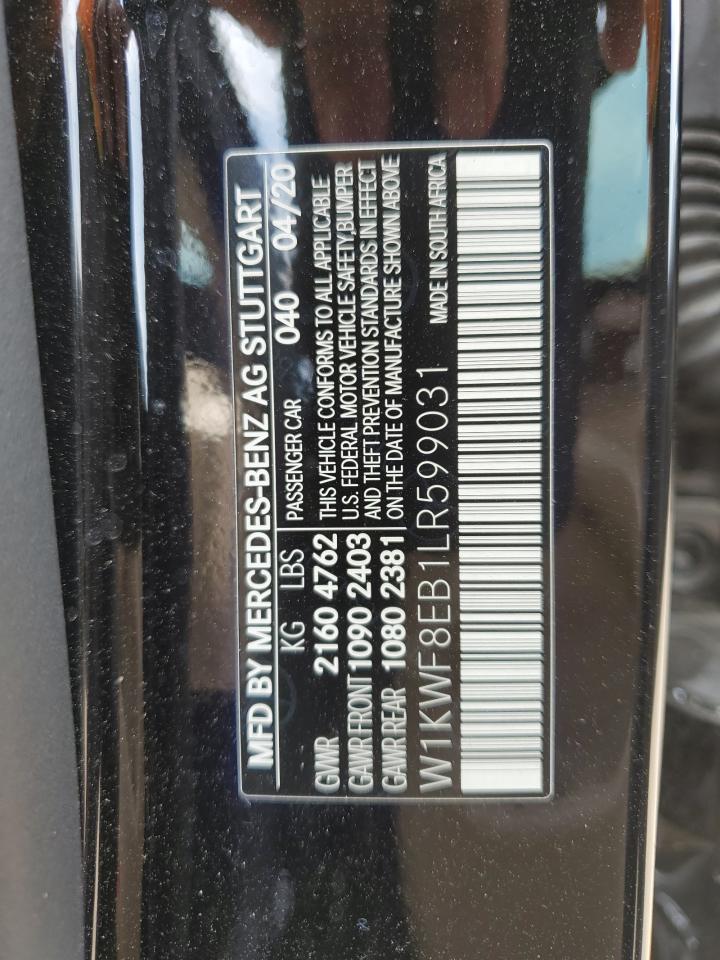 MFD BY MERCEDES-BENZ AG STUTTGART
KG LBS PASSENGER CAR 040 04/20
GWR 2160 4762 THIS VEHICLE CONFORMS TO ALL APPLICABLE
GAWR FRONT 1090 2403 U.S. FEDERAL MOTOR VEHICLE SAFETY,BUMPER
GAWR REAR 1080 2381 AND THEFT PREVENTION STANDARDS IN EFFECT
ON THE DATE OF MANUFACTURE SHOWN ABOVE
W1KWF8EB1LR599031 MADE IN SOUTH AFRICA